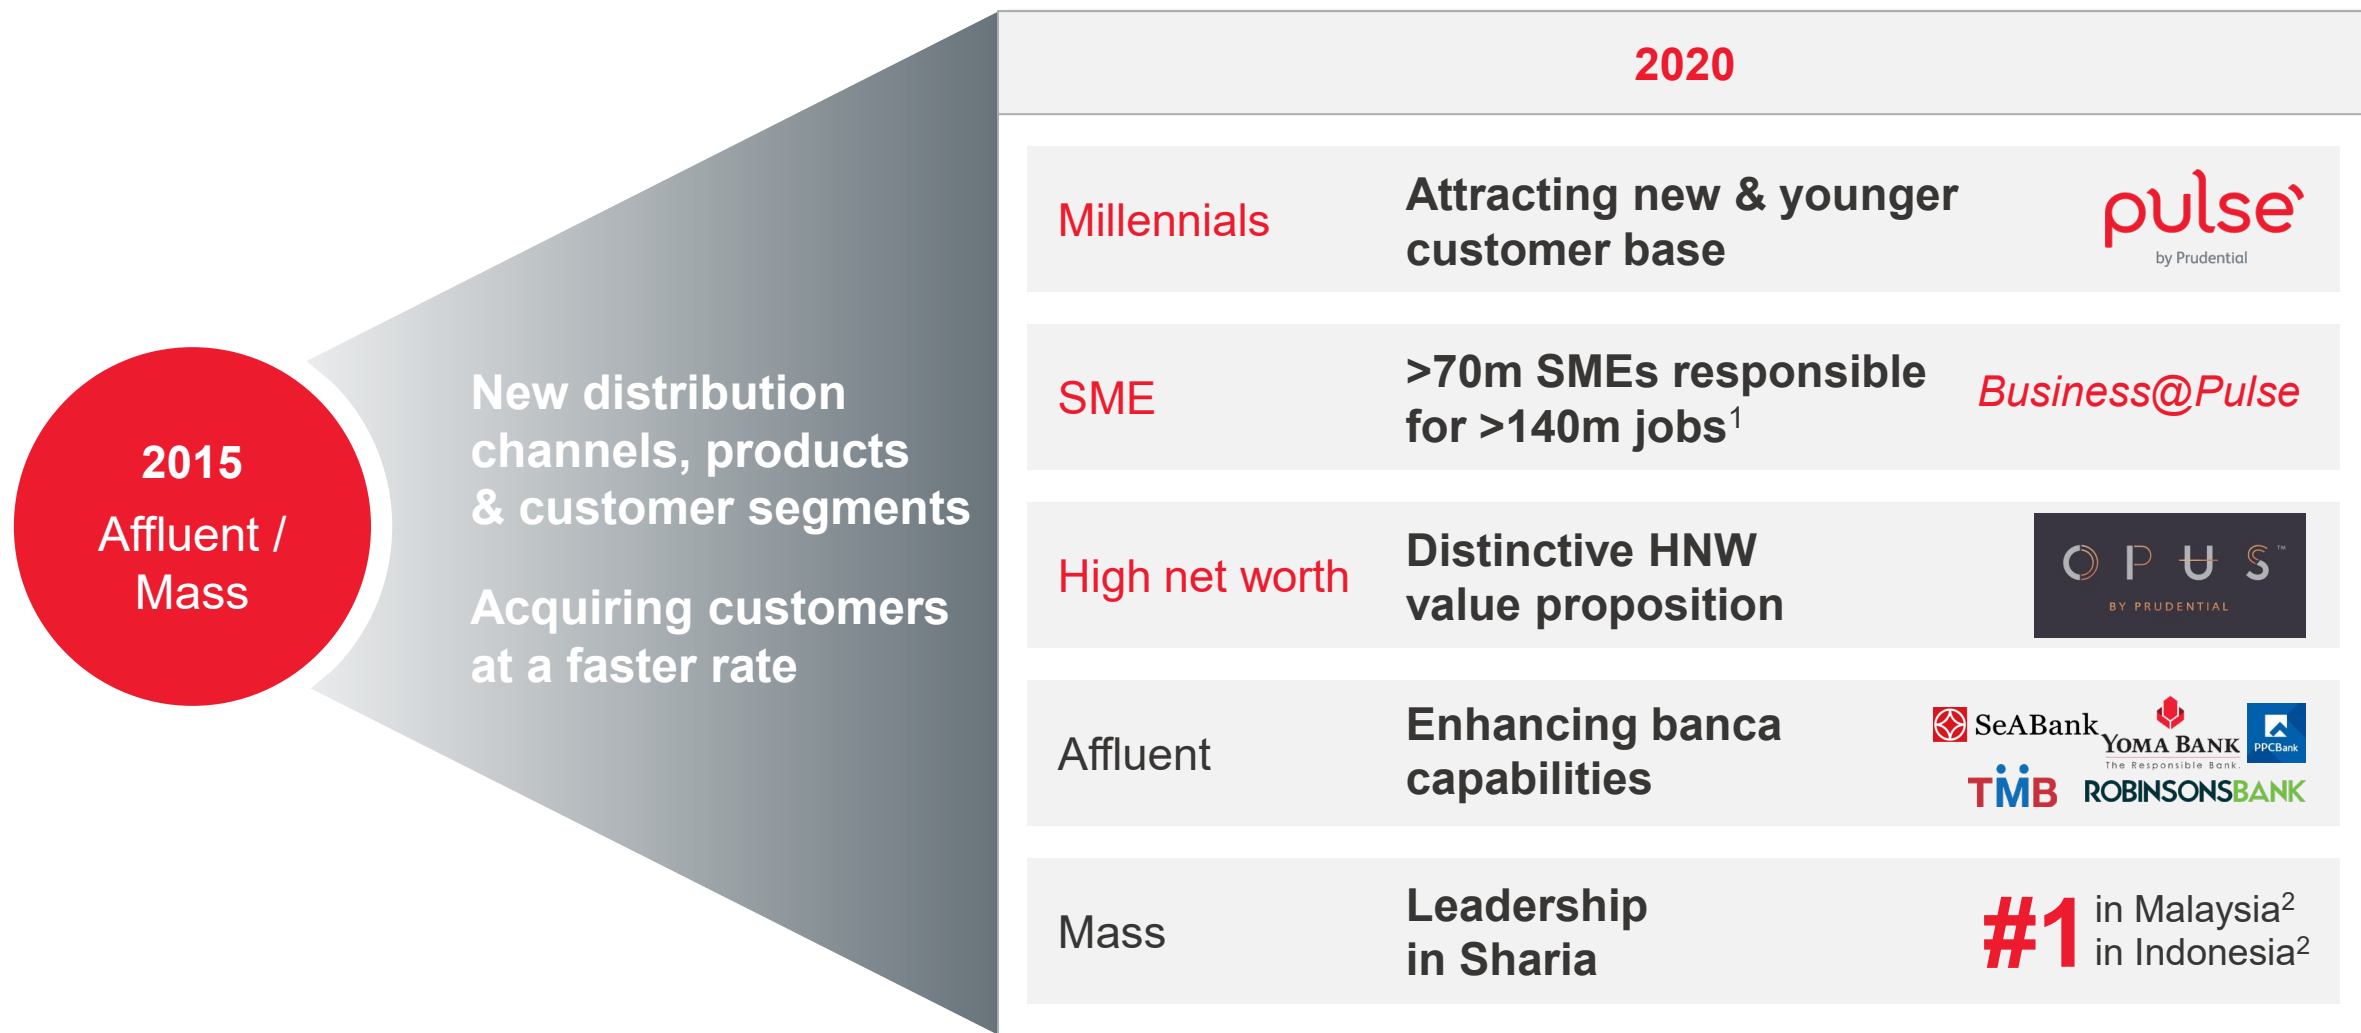 2015
Affluent /
Mass
New distribution
channels, products
& customer segments
Acquiring customers
at a faster rate
2020
Millennials
Attracting new & younger
customer base
pulse
by Prudential
SME
>70m SMEs responsible
for >140m jobs¹
Business@Pulse
High net worth
Distinctive HNW
value proposition
OPUS™
BY PRUDENTIAL
Affluent
Enhancing banca
capabilities
SeABank
YOMA BANK
The Responsible Bank.
PPCBank
TMB
ROBINSONSBANK
Mass
Leadership
in Sharia
#1
in Malaysia²
in Indonesia²